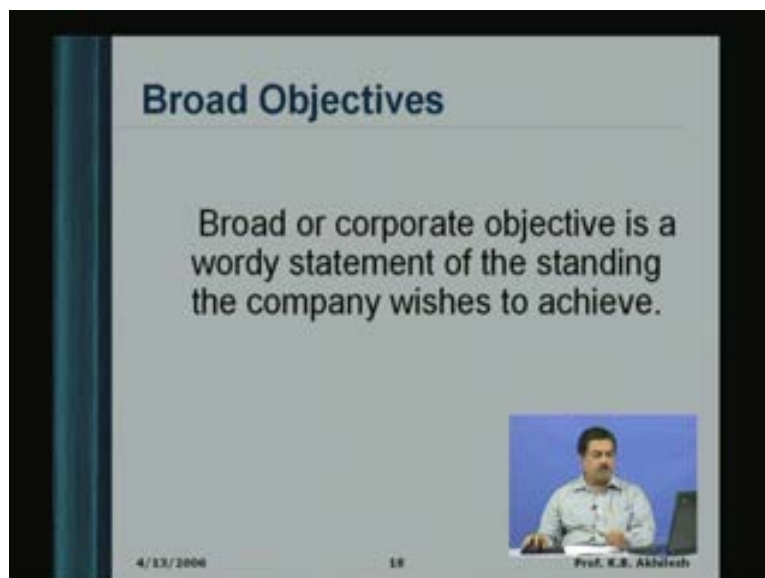 Broad Objectives
Broad or corporate objective is a
wordy statement of the standing
the company wishes to achieve.
4/13/2006
18
Prof. K.B. Akhilesh